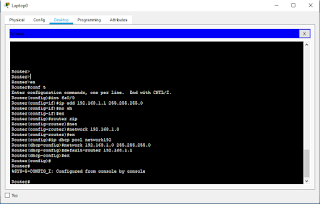 Laptop0
Physical Config Desktop Programming Attributes
X
Router>
Router>
Router>en
Router#conf t
Enter configuration commands, one per line. End with CNTL/Z.
Router(config)#int fa0/0
Router(config-if)#ip add 192.168.1.1 255.255.255.0
Router(config-if)#no sh
Router(config-if)#ex
Router(config)#router rip
Router(config-router)#network 192.168.1.0
Router(config-router)#ex
Router(config)#ip dhcp pool
Router(dhcp-config)#network 192.168.1.0 255.255.255.0
Router(dhcp-config)#default-router 192.168.1.1
Router(dhcp-config)#ex
Router(config)#
Router#
%SYS-5-CONFIG_I: Configured from console by console
Router#
Top